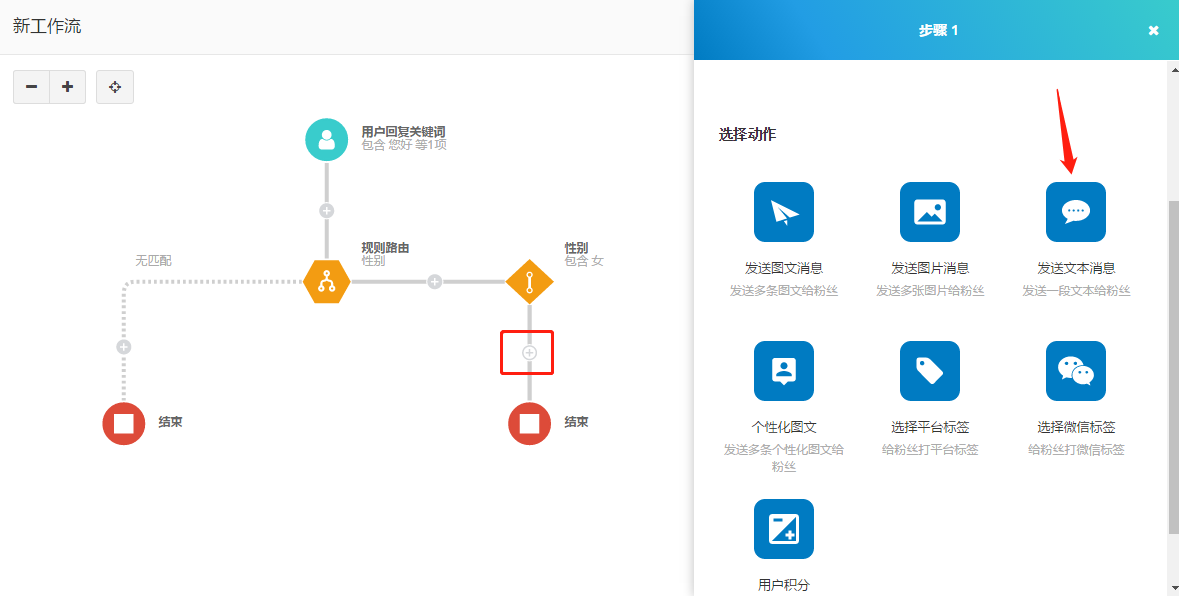 新工作流
步骤 1
用户回复关键词
包含 您好 等1项
规则路由
性别
性别
包含 女
无匹配
结束
结束
选择动作
发送图文消息
发送多条图文给粉丝
发送图片消息
发送多张图片给粉丝
发送文本消息
发送一段文本给粉丝
个性化图文
发送多条个性化图文给
粉丝
选择平台标签
给粉丝打平台标签
选择微信标签
给粉丝打微信标签
用户积分